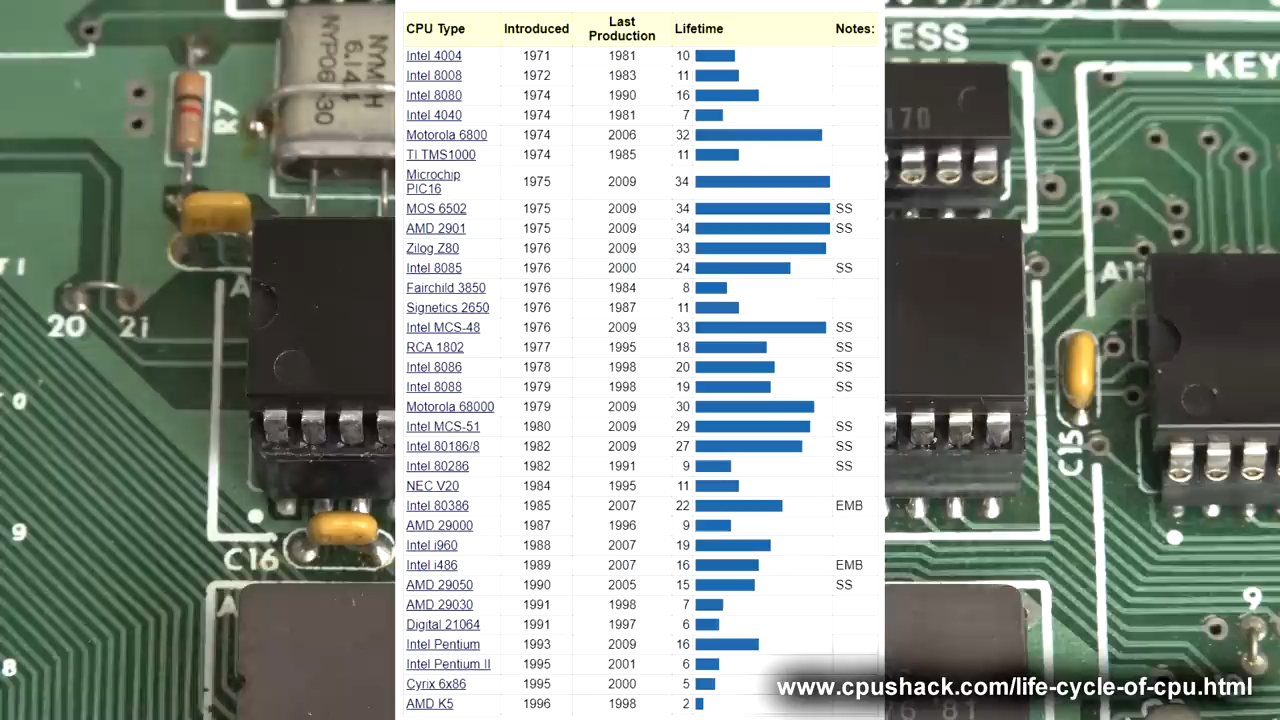 CPU Type Introduced Last Production Lifetime Notes:
Intel 4004 1971 1981 10
Intel 8008 1972 1983 11
Intel 8080 1974 1990 16
Intel 4040 1974 1981 7
Motorola 6800 1974 2006 32
TI TMS1000 1974 1985 11
Microchip PIC16 1975 2009 34
MOS 6502 1975 2009 34 SS
AMD 2901 1975 2009 34 SS
Zilog Z80 1976 2009 33
Intel 8085 1976 2000 24 SS
Fairchild 3850 1976 1984 8
Signetics 2650 1976 1987 11
Intel MCS-48 1976 2009 33 SS
RCA 1802 1977 1995 18 SS
Intel 8086 1978 1998 20 SS
Intel 8088 1979 1998 19 SS
Motorola 68000 1979 2009 30
Intel MCS-51 1980 2009 29 SS
Intel 80186/8 1982 2009 27 SS
Intel 80286 1982 1991 9 SS
NEC V20 1984 1995 11
Intel 80386 1985 2007 22 EMB
AMD 29000 1987 1996 9
Intel i960 1988 2007 19
Intel i486 1989 2007 16 EMB
AMD 29050 1990 2005 15 SS
AMD 29030 1991 1998 7
Digital 21064 1991 1997 6
Intel Pentium 1993 2009 16
Intel Pentium II 1995 2001 6
Cyrix 6x86 1995 2000 5
AMD K5 1996 1998 2
www.cpushack.com/life-cycle-of-cpu.html
R7
20 21
C16
9
8
ESS
KEY
170
C15
9